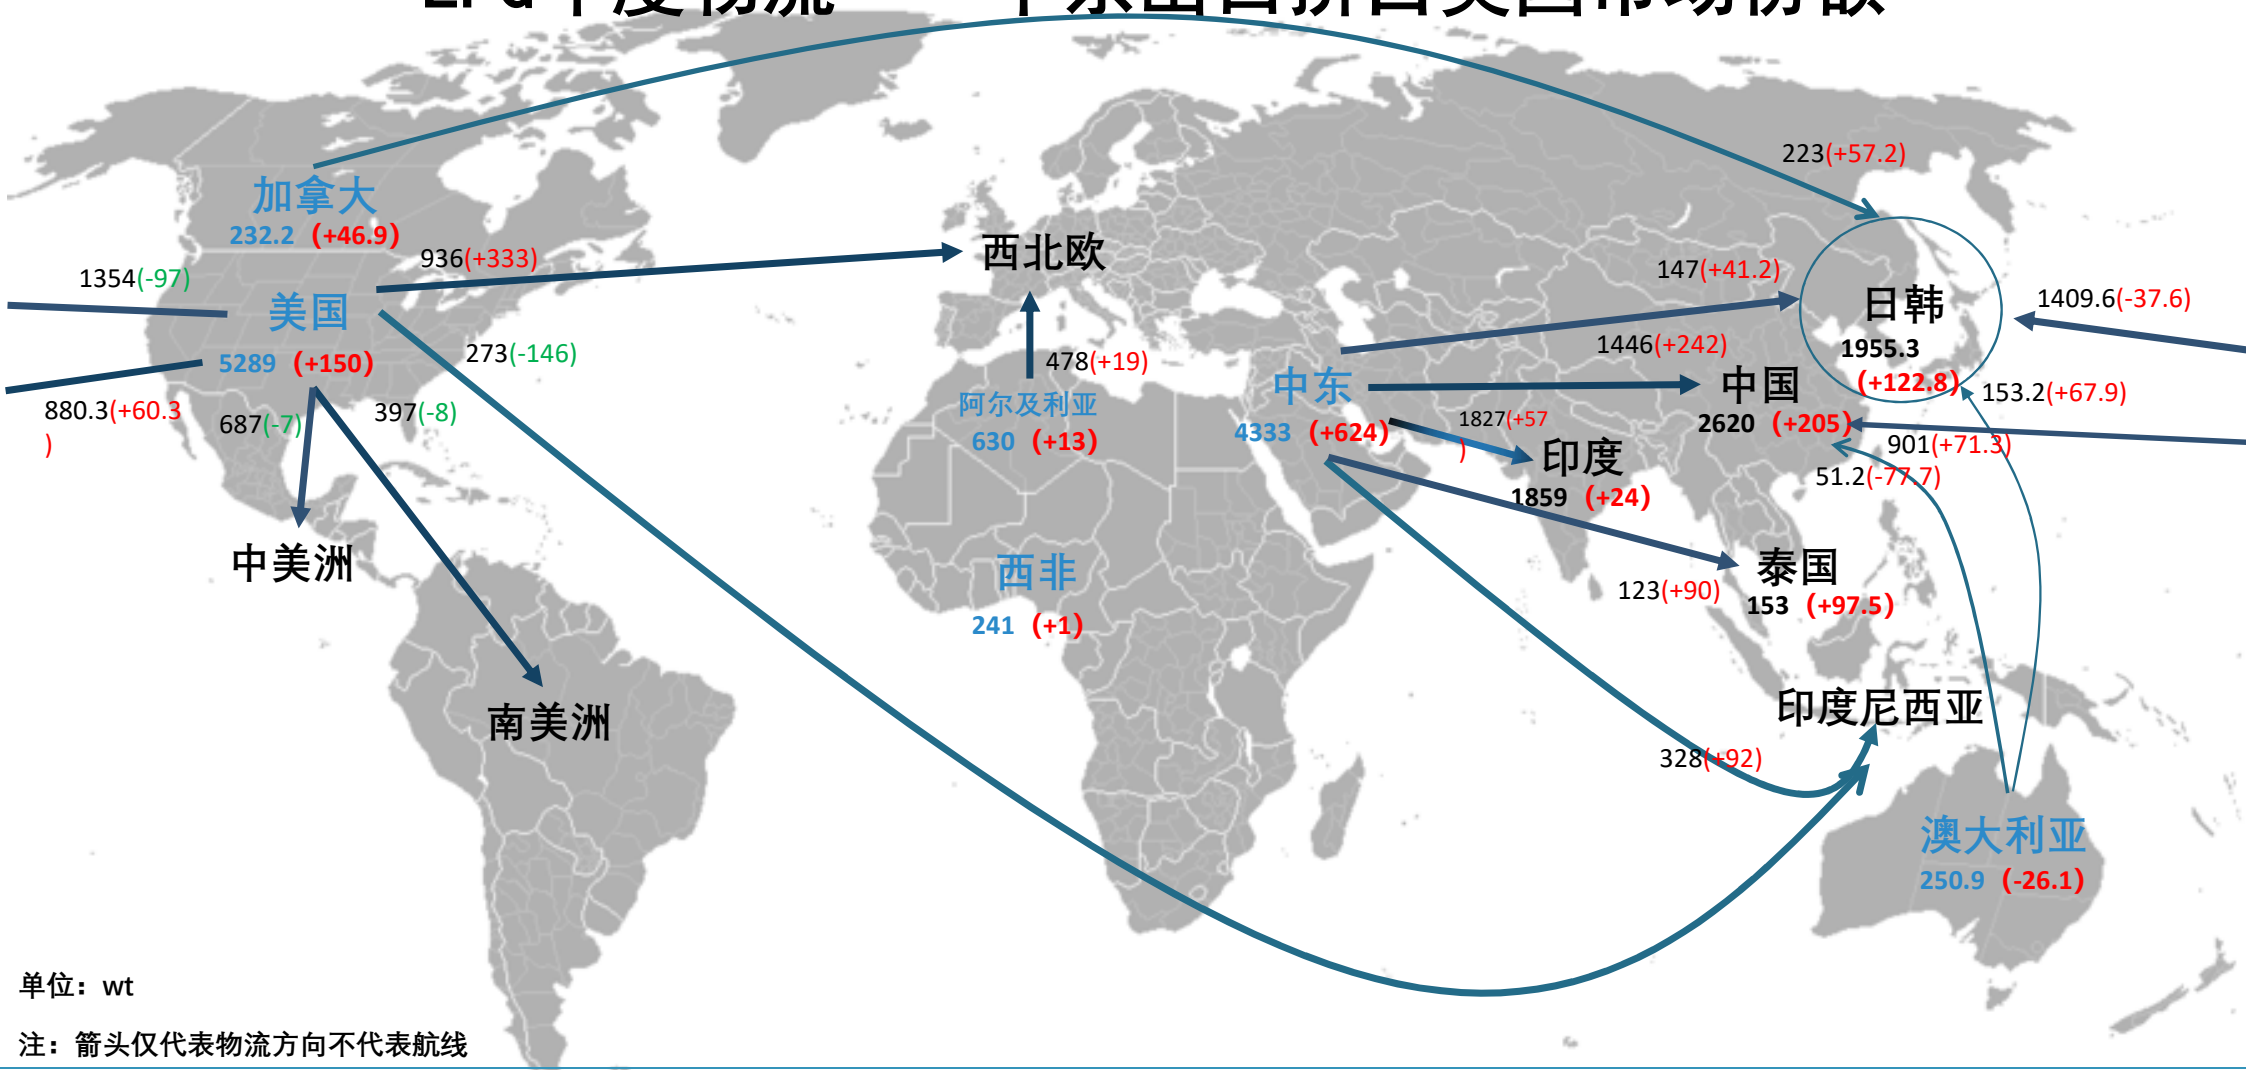 223(+57.2)
加拿大
232.2（+46.9）
936(+333)
西北欧
1354(-97)
147(+41.2)
日韩
1409.6(-37.6)
美国
1446(+242)
1955.3
5289（+150）
273(-146)
478(+19)
中东
中国
（+122.8）
153.2(+67.9)
880.3(+60.3
)
687(-7)
397(-8)
阿尔及利亚
630（+13）
4333（+624）
1827(+57
)
2620（+205）
901(+71.3)
印度
1859（+24）
51.2(-77.7)
中美洲
西非
241（+1）
泰国
123(+90)
153（+97.5）
南美洲
印度尼西亚
328(+92)
澳大利亚
250.9（-26.1）
单位：wt
注：箭头仅代表物流方向不代表航线